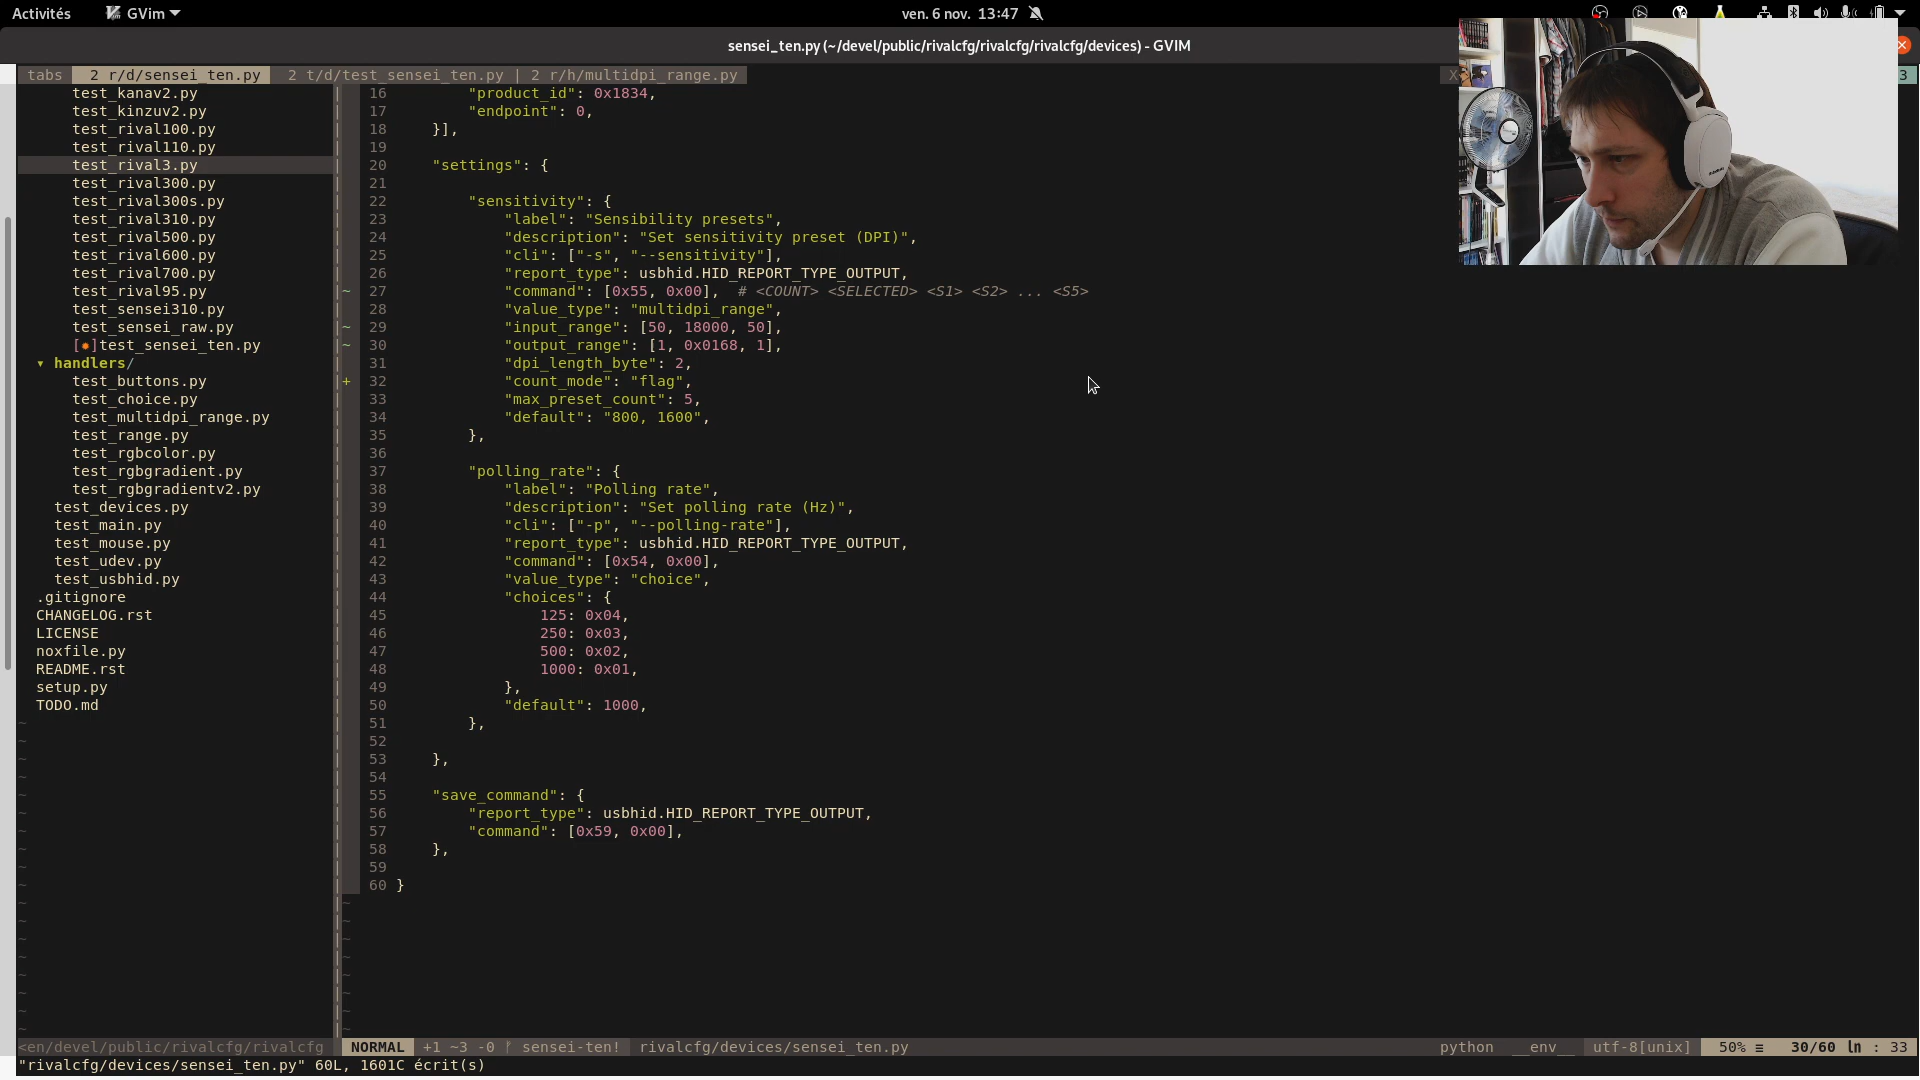 Activités GVim ven. 6 nov. 13:47
sensei_ten.py (~/devel/public/rivalcfg/rivalcfg/rivalcfg/devices) - GVIM
tabs 2 r/d/sensei_ten.py 2 t/d/test_sensei_ten.py | 2 r/h/multidpi_range.py X 3
test_kanav2.py
test_kinzuv2.py
test_rival100.py
test_rival110.py
test_rival3.py
test_rival300.py
test_rival300s.py
test_rival310.py
test_rival500.py
test_rival600.py
test_rival700.py
test_rival95.py
test_sensei310.py
test_sensei_raw.py
[✹]test_sensei_ten.py
▾ handlers/
test_buttons.py
test_choice.py
test_multidpi_range.py
test_range.py
test_rgbcolor.py
test_rgbgradient.py
test_rgbgradientv2.py
test_devices.py
test_main.py
test_mouse.py
test_udev.py
test_usbhid.py
.gitignore
CHANGELOG.rst
LICENSE
noxfile.py
README.rst
setup.py
TODO.md
16 "product_id": 0x1834,
17 "endpoint": 0,
18 }],
19
20 "settings": {
21
22 "sensitivity": {
23 "label": "Sensibility presets",
24 "description": "Set sensitivity preset (DPI)",
25 "cli": ["-s", "--sensitivity"],
26 "report_type": usbhid.HID_REPORT_TYPE_OUTPUT,
~ 27 "command": [0x55, 0x00], # <COUNT> <SELECTED> <S1> <S2> ... <S5>
28 "value_type": "multidpi_range",
~ 29 "input_range": [50, 18000, 50],
~ 30 "output_range": [1, 0x0168, 1],
31 "dpi_length_byte": 2,
+ 32 "count_mode": "flag",
33 "max_preset_count": 5,
34 "default": "800, 1600",
35 },
36
37 "polling_rate": {
38 "label": "Polling rate",
39 "description": "Set polling rate (Hz)",
40 "cli": ["-p", "--polling-rate"],
41 "report_type": usbhid.HID_REPORT_TYPE_OUTPUT,
42 "command": [0x54, 0x00],
43 "value_type": "choice",
44 "choices": {
45 125: 0x04,
46 250: 0x03,
47 500: 0x02,
48 1000: 0x01,
49 },
50 "default": 1000,
51 },
52
53 },
54
55 "save_command": {
56 "report_type": usbhid.HID_REPORT_TYPE_OUTPUT,
57 "command": [0x59, 0x00],
58 },
59
60 }
<en/devel/public/rivalcfg/rivalcfg NORMAL +1 ~3 -0 ᚠ sensei-ten! rivalcfg/devices/sensei_ten.py python __env__ utf-8[unix] 50% ≡ 30/60 ln : 33
"rivalcfg/devices/sensei_ten.py" 60L, 1601C écrit(s)